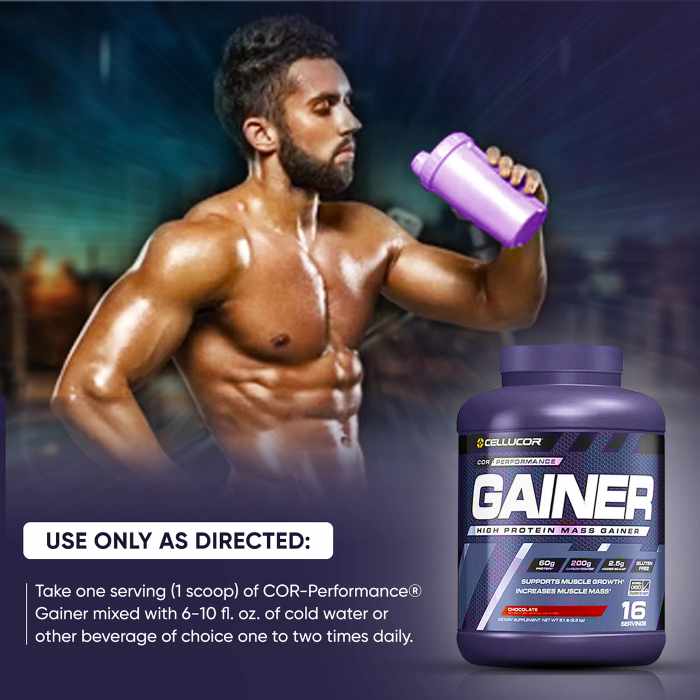 USE ONLY AS DIRECTED:
Take one serving (1 scoop) of COR-Performance®
Gainer mixed with 6-10 fl. oz. of cold water or
other beverage of choice one to two times daily.
CELLUCOR®
COR-PERFORMANCE
GAINER
HIGH PROTEIN MASS GAINER
60g 200g 2.5g GLUTEN
PROTEIN FREE
SUPPORTS MUSCLE GROWTH*
INCREASES MUSCLE MASS*
CHOCOLATE
16
SERVINGS